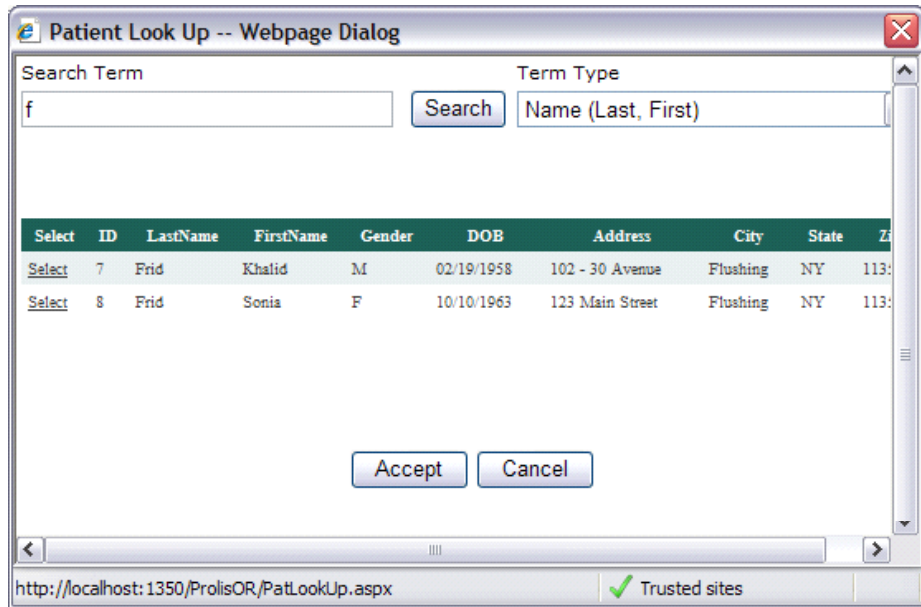 Patient Look Up -- Webpage Dialog
Search Term Term Type
f Search Name (Last, First)
Select ID LastName FirstName Gender DOB Address City State
Select 7 Frid Khalid M 02/19/1958 102 - 30 Avenue Flushing NY
Select 8 Frid Sonia F 10/10/1963 123 Main Street Flushing NY
Accept Cancel
http://localhost:1350/ProlisOR/PatLookUp.aspx Trusted sites